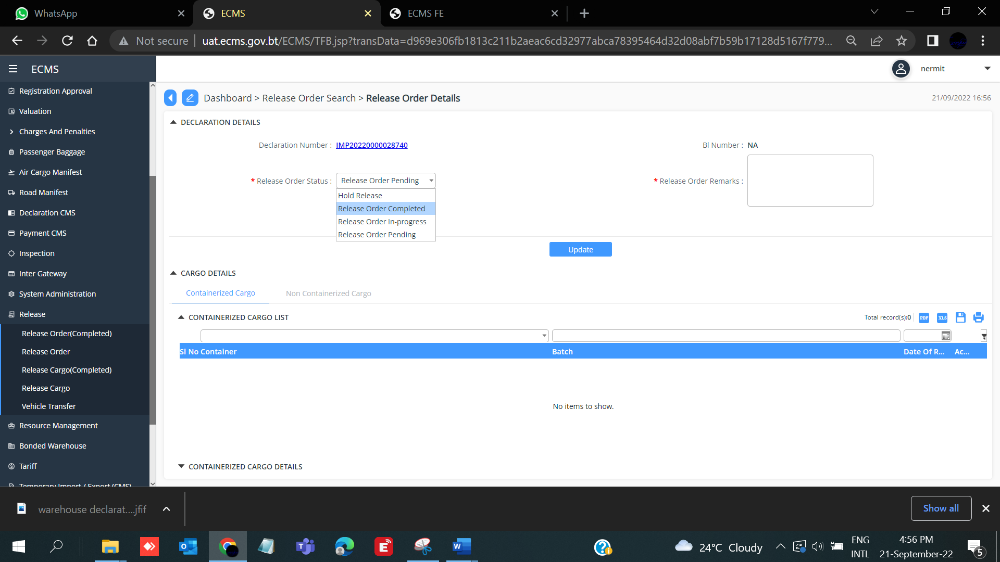 WhatsApp
ECMS
ECMS FE
Not secure
uat.ecms.gov.bt/ECMS/TFB.jsp?transData=d969e306fb1813c211b2aeac6cd32977abca78395464d32d08abf7b59b17128d5167f779...
ECMS
nermit
Registration Approval
Valuation
Charges And Penalties
Passenger Baggage
Air Cargo Manifest
Road Manifest
Declaration CMS
Payment CMS
Inspection
Inter Gateway
System Administration
Release
Release Order(Completed)
Release Order
Release Cargo(Completed)
Release Cargo
Vehicle Transfer
Resource Management
Bonded Warehouse
Tariff
Temporary Import / Export (CMS)
Dashboard > Release Order Search > Release Order Details
21/09/2022 16:56
DECLARATION DETAILS
Declaration Number : IMP20220000028740
Bl Number : NA
* Release Order Status : Release Order Pending
* Release Order Remarks :
Hold Release
Release Order Completed
Release Order In-progress
Release Order Pending
Update
CARGO DETAILS
Containerized Cargo
Non Containerized Cargo
CONTAINERIZED CARGO LIST
Total record(s):0
PDF
XLS
Sl No Container
Batch
Date Of R...
Ac...
No items to show.
CONTAINERIZED CARGO DETAILS
warehouse declarat....jfif
Show all
24°C Cloudy
ENG
INTL
4:56 PM
21-September-22
5